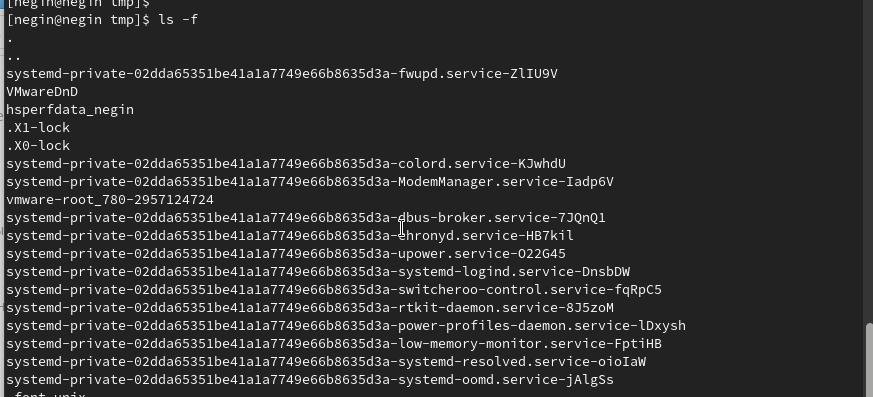 [negin@negin tmp]$
[negin@negin tmp]$ ls -f
.
..
systemd-private-02dda65351be41a1a7749e66b8635d3a-fwupd.service-ZlIU9V
VMwareDnD
hsperfdata_negin
.X1-lock
.X0-lock
systemd-private-02dda65351be41a1a7749e66b8635d3a-colord.service-KJwhdU
systemd-private-02dda65351be41a1a7749e66b8635d3a-ModemManager.service-Iadp6V
vmware-root_780-2957124724
systemd-private-02dda65351be41a1a7749e66b8635d3a-dbus-broker.service-7JQnQ1
systemd-private-02dda65351be41a1a7749e66b8635d3a-chronyd.service-HB7kil
systemd-private-02dda65351be41a1a7749e66b8635d3a-upower.service-O22G45
systemd-private-02dda65351be41a1a7749e66b8635d3a-systemd-logind.service-DnsbDW
systemd-private-02dda65351be41a1a7749e66b8635d3a-switcheroo-control.service-fqRpC5
systemd-private-02dda65351be41a1a7749e66b8635d3a-rtkit-daemon.service-8J5zoM
systemd-private-02dda65351be41a1a7749e66b8635d3a-power-profiles-daemon.service-lDxysh
systemd-private-02dda65351be41a1a7749e66b8635d3a-low-memory-monitor.service-FptiHB
systemd-private-02dda65351be41a1a7749e66b8635d3a-systemd-resolved.service-oioIaW
systemd-private-02dda65351be41a1a7749e66b8635d3a-systemd-oomd.service-jAlgSs